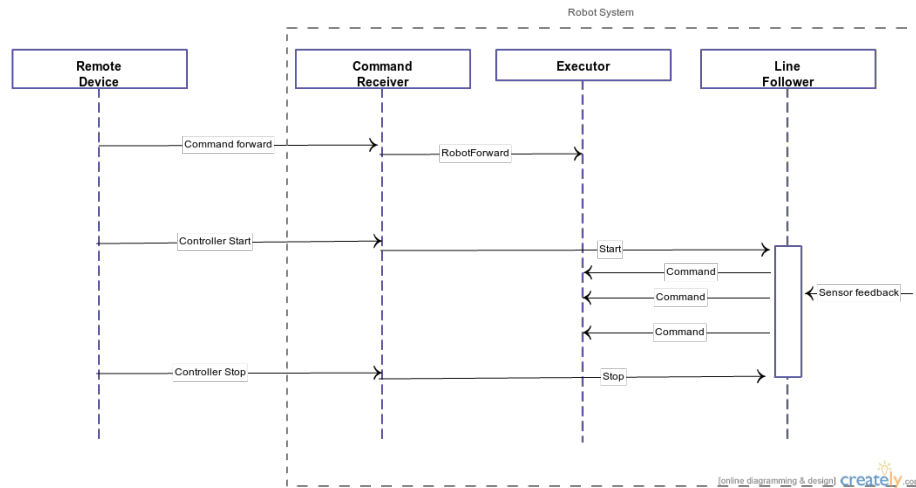 Robot System
Remote
Device
Command
Receiver
Executor
Line
Follower
Command forward
RobotForward
Controller Start
Start
Command
Sensor feedback
Command
Command
Controller Stop
Stop
[online diagramming & design] creately.com